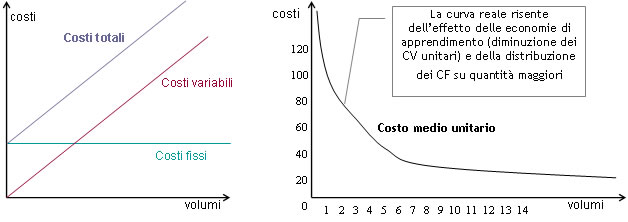 costi
Costi totali
Costi variabili
Costi fissi
volumi
costi
La curva reale risente
dell'effetto delle economie di
apprendimento (diminuzione dei
CV unitari) e della distribuzione
dei CF su quantità maggiori
120
100
80
60
40
20
0
Costo medio unitario
1 2 3 4 5 6 7 8 9 10 11 12 13 14
volumi